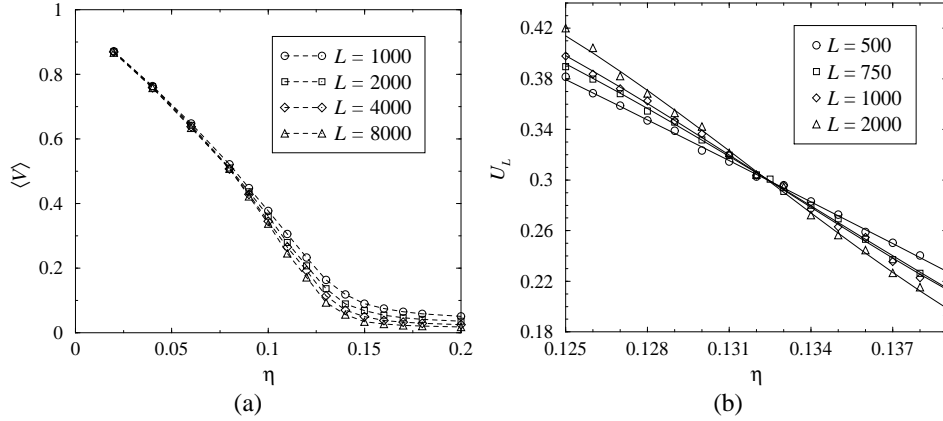 1
0.8
0.6
0.4
0.2
0
⟨V⟩
0
0.05
0.1
0.15
0.2
η
L = 1000
L = 2000
L = 4000
L = 8000
(a)
0.42
0.38
0.34
0.3
0.26
0.22
0.18
U_L
0.125
0.128
0.131
0.134
0.137
η
L = 500
L = 750
L = 1000
L = 2000
(b)